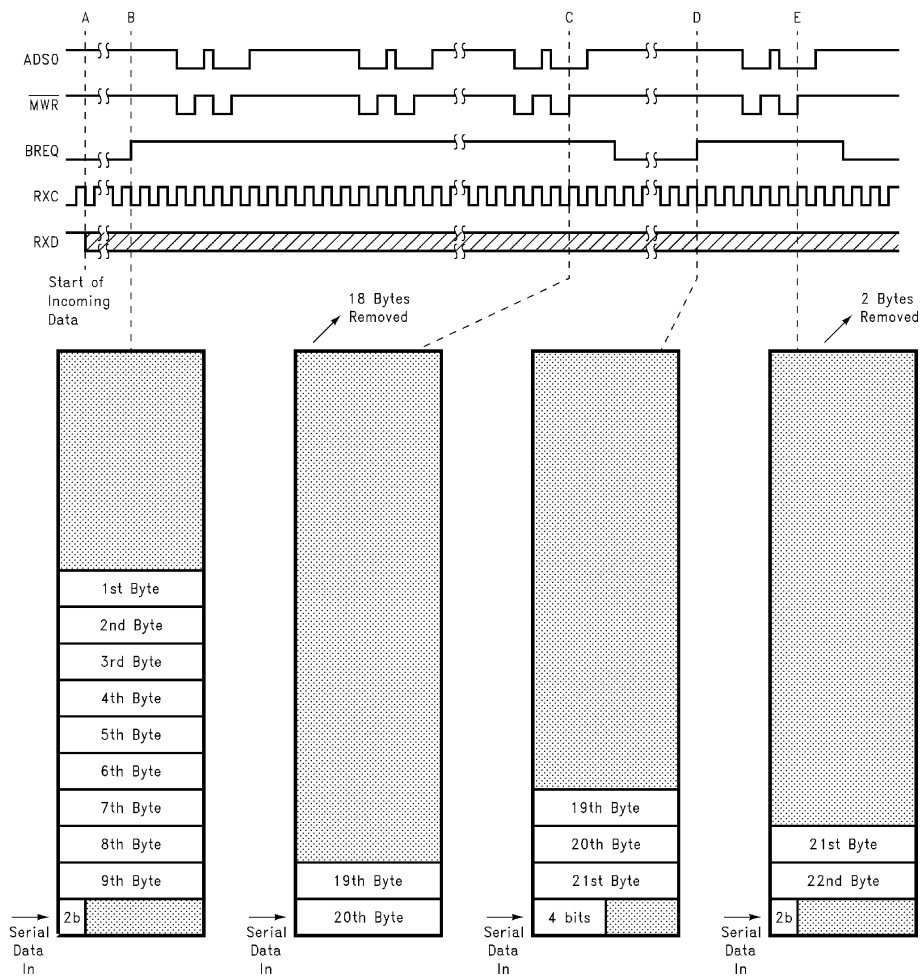 A
B
C
D
E
ADS0
MWR
BREQ
RXC
RXD
Start of
Incoming
Data
18 Bytes
Removed
2 Bytes
Removed
1st Byte
2nd Byte
3rd Byte
4th Byte
5th Byte
6th Byte
7th Byte
8th Byte
9th Byte
2b
Serial
Data
In
19th Byte
20th Byte
Serial
Data
In
19th Byte
20th Byte
21st Byte
4 bits
Serial
Data
In
21st Byte
22nd Byte
2b
Serial
Data
In